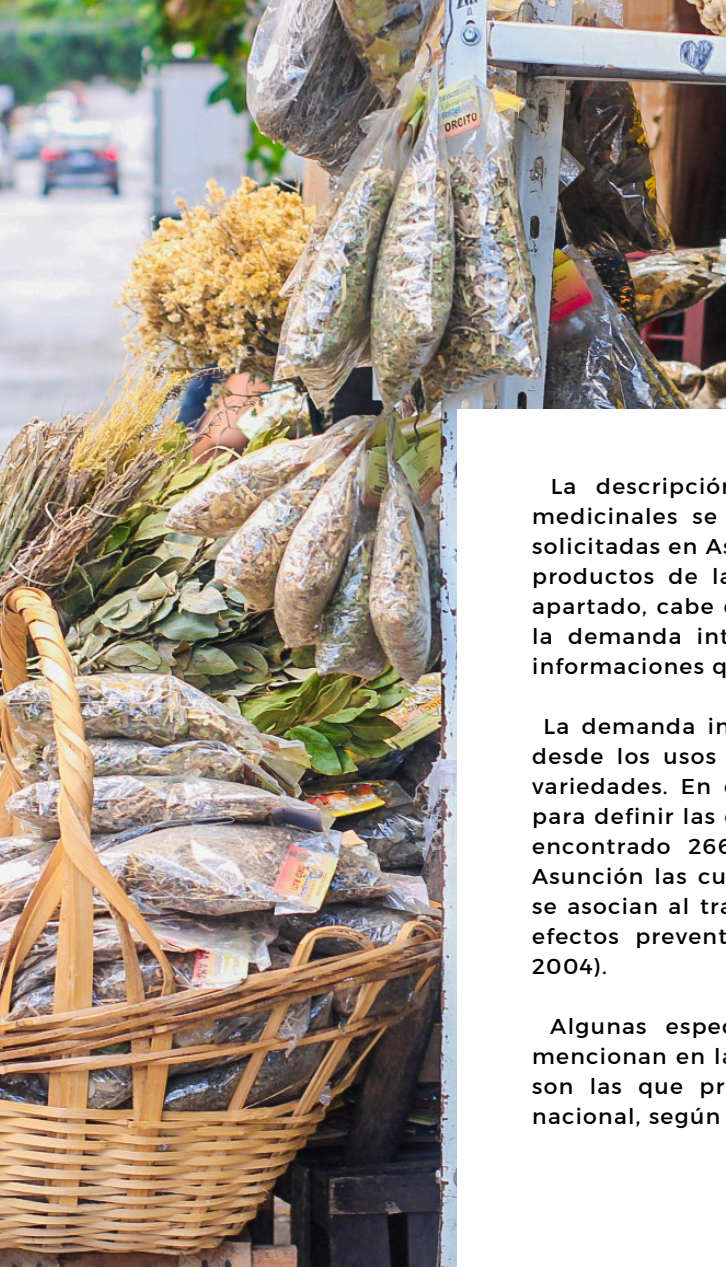 ORCITO
La descripción
medicinales se
solicitadas en As
productos de la
apartado, cabe
la demanda int
informaciones q
La demanda in
desde los usos
variedades. En
para definir las
encontrado 266
Asunción las cu
se asocian al tra
efectos prevent
2004).
Algunas espec
mencionan en la
son las que pr
nacional, según